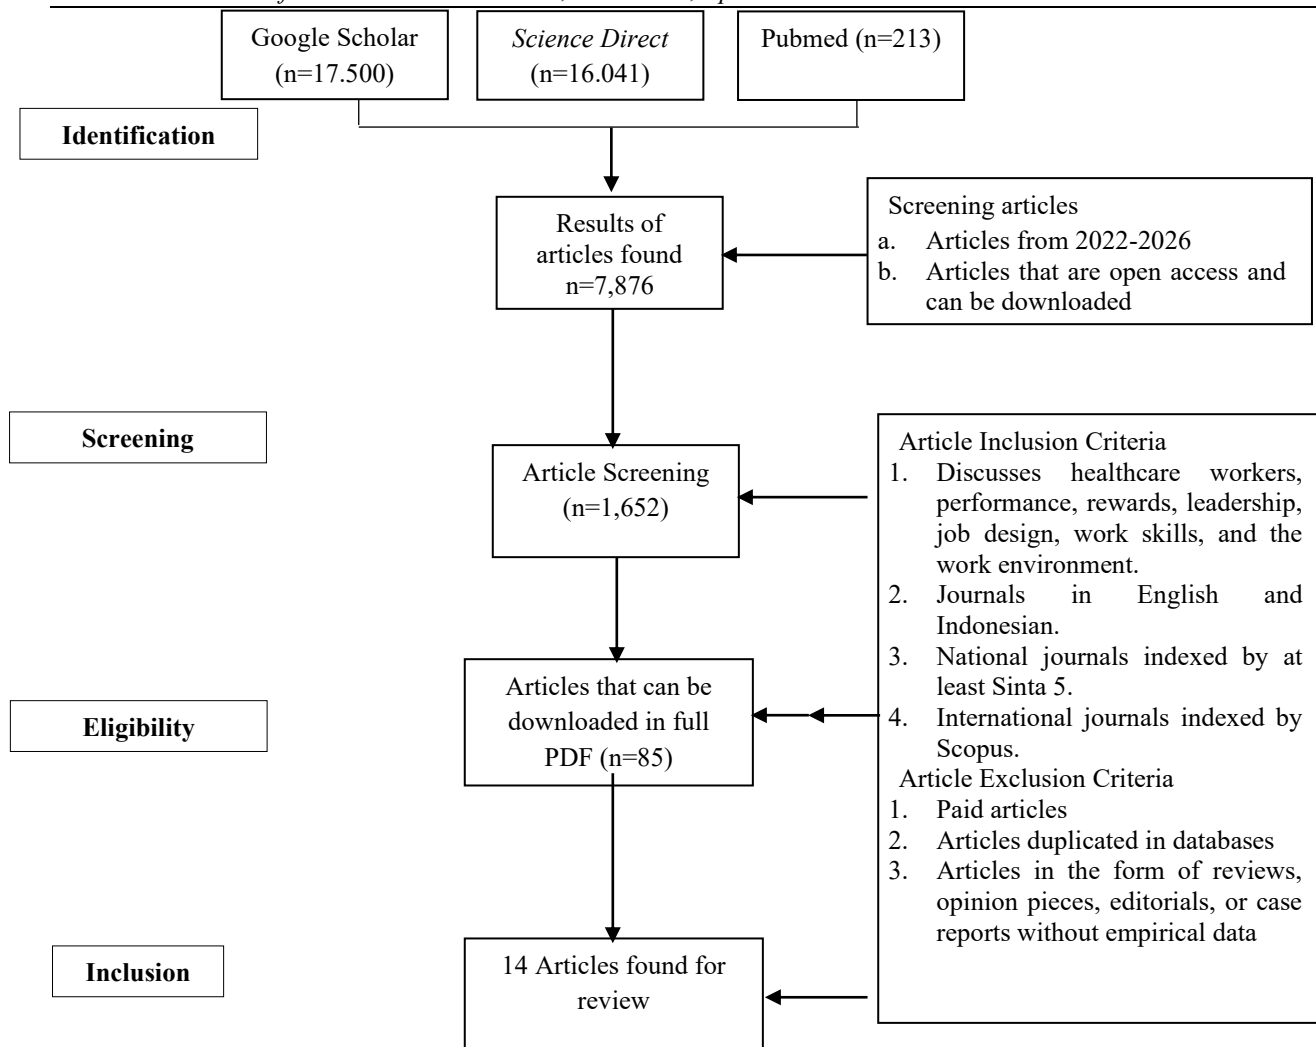 Google Scholar
(n=17.500)
Science Direct
(n=16.041)
Pubmed (n=213)
Identification
Results of
articles found
n=7,876
Screening articles
a. Articles from 2022-2026
b. Articles that are open access and
can be downloaded
Screening
Article Screening
(n=1,652)
Article Inclusion Criteria
1. Discusses healthcare workers,
performance, rewards, leadership,
job design, work skills, and the
work environment.
2. Journals in English and
Indonesian.
3. National journals indexed by at
least Sinta 5.
4. International journals indexed by
Scopus.
Article Exclusion Criteria
1. Paid articles
2. Articles duplicated in databases
3. Articles in the form of reviews,
opinion pieces, editorials, or case
reports without empirical data
Eligibility
Articles that can be
downloaded in full
PDF (n=85)
Inclusion
14 Articles found for
review